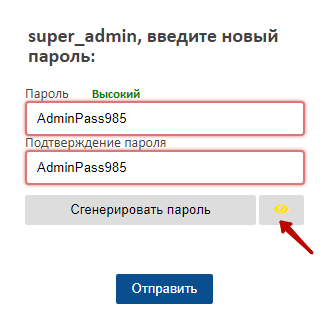 super_admin, введите новый
пароль:
Пароль Высокий
AdminPass985
Подтверждение пароля
AdminPass985
Сгенерировать пароль
Отправить